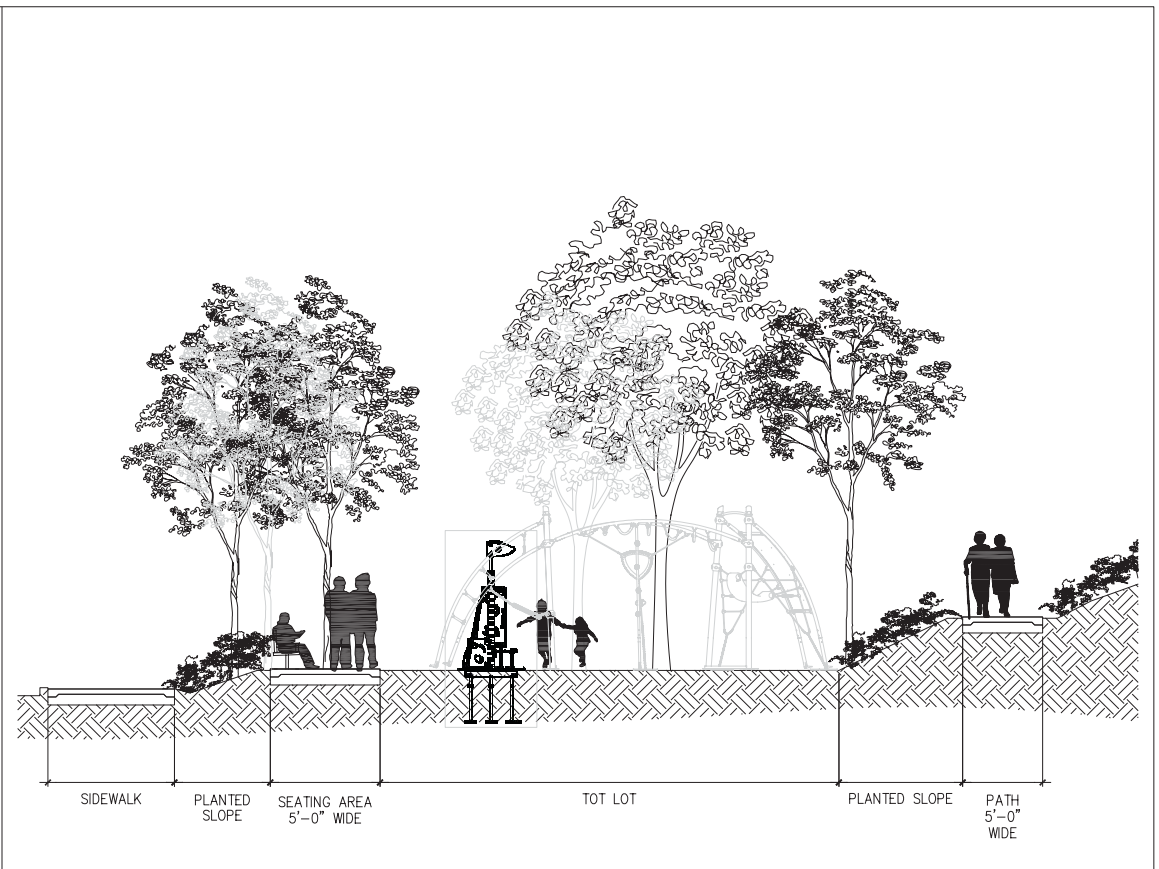 SIDEWALK
PLANTED
SLOPE
SEATING AREA
5'-0" WIDE
TOT LOT
PLANTED SLOPE
PATH
5'-0"
WIDE